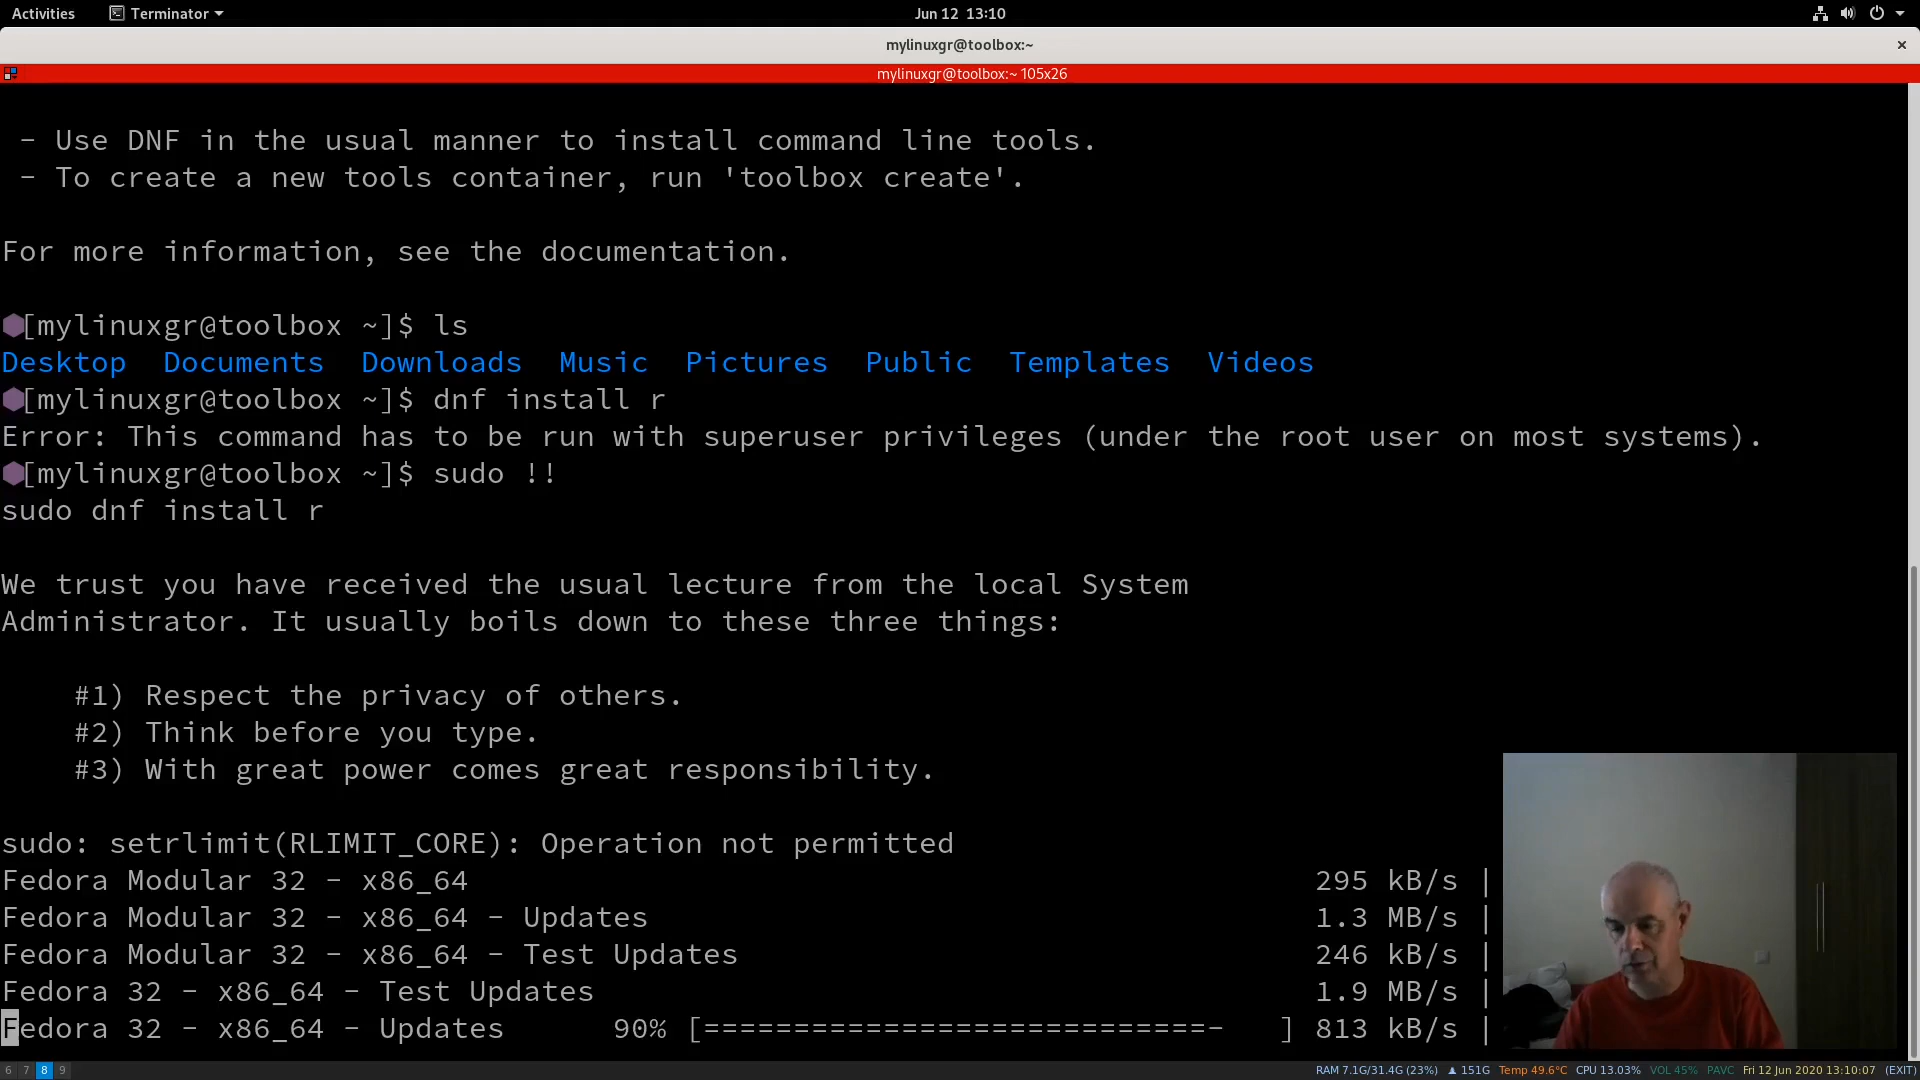 Activities Terminator Jun 12 13:10
mylinuxgr@toolbox:~ ×
mylinuxgr@toolbox:~ 105x26
- Use DNF in the usual manner to install command line tools.
- To create a new tools container, run 'toolbox create'.
For more information, see the documentation.
[mylinuxgr@toolbox ~]$ ls
Desktop Documents Downloads Music Pictures Public Templates Videos
[mylinuxgr@toolbox ~]$ dnf install r
Error: This command has to be run with superuser privileges (under the root user on most systems).
[mylinuxgr@toolbox ~]$ sudo !!
sudo dnf install r
We trust you have received the usual lecture from the local System
Administrator. It usually boils down to these three things:
#1) Respect the privacy of others.
#2) Think before you type.
#3) With great power comes great responsibility.
sudo: setrlimit(RLIMIT_CORE): Operation not permitted
Fedora Modular 32 - x86_64 295 kB/s |
Fedora Modular 32 - x86_64 - Updates 1.3 MB/s |
Fedora Modular 32 - x86_64 - Test Updates 246 kB/s |
Fedora 32 - x86_64 - Test Updates 1.9 MB/s |
Fedora 32 - x86_64 - Updates 90% [============================- ] 813 kB/s |
6 7 8 9 RAM 7.1G/31.4G (23%) ▲ 151G Temp 49.6°C CPU 13.03% VOL 45% PAVC Fri 12 Jun 2020 13:10:07 (EXIT)